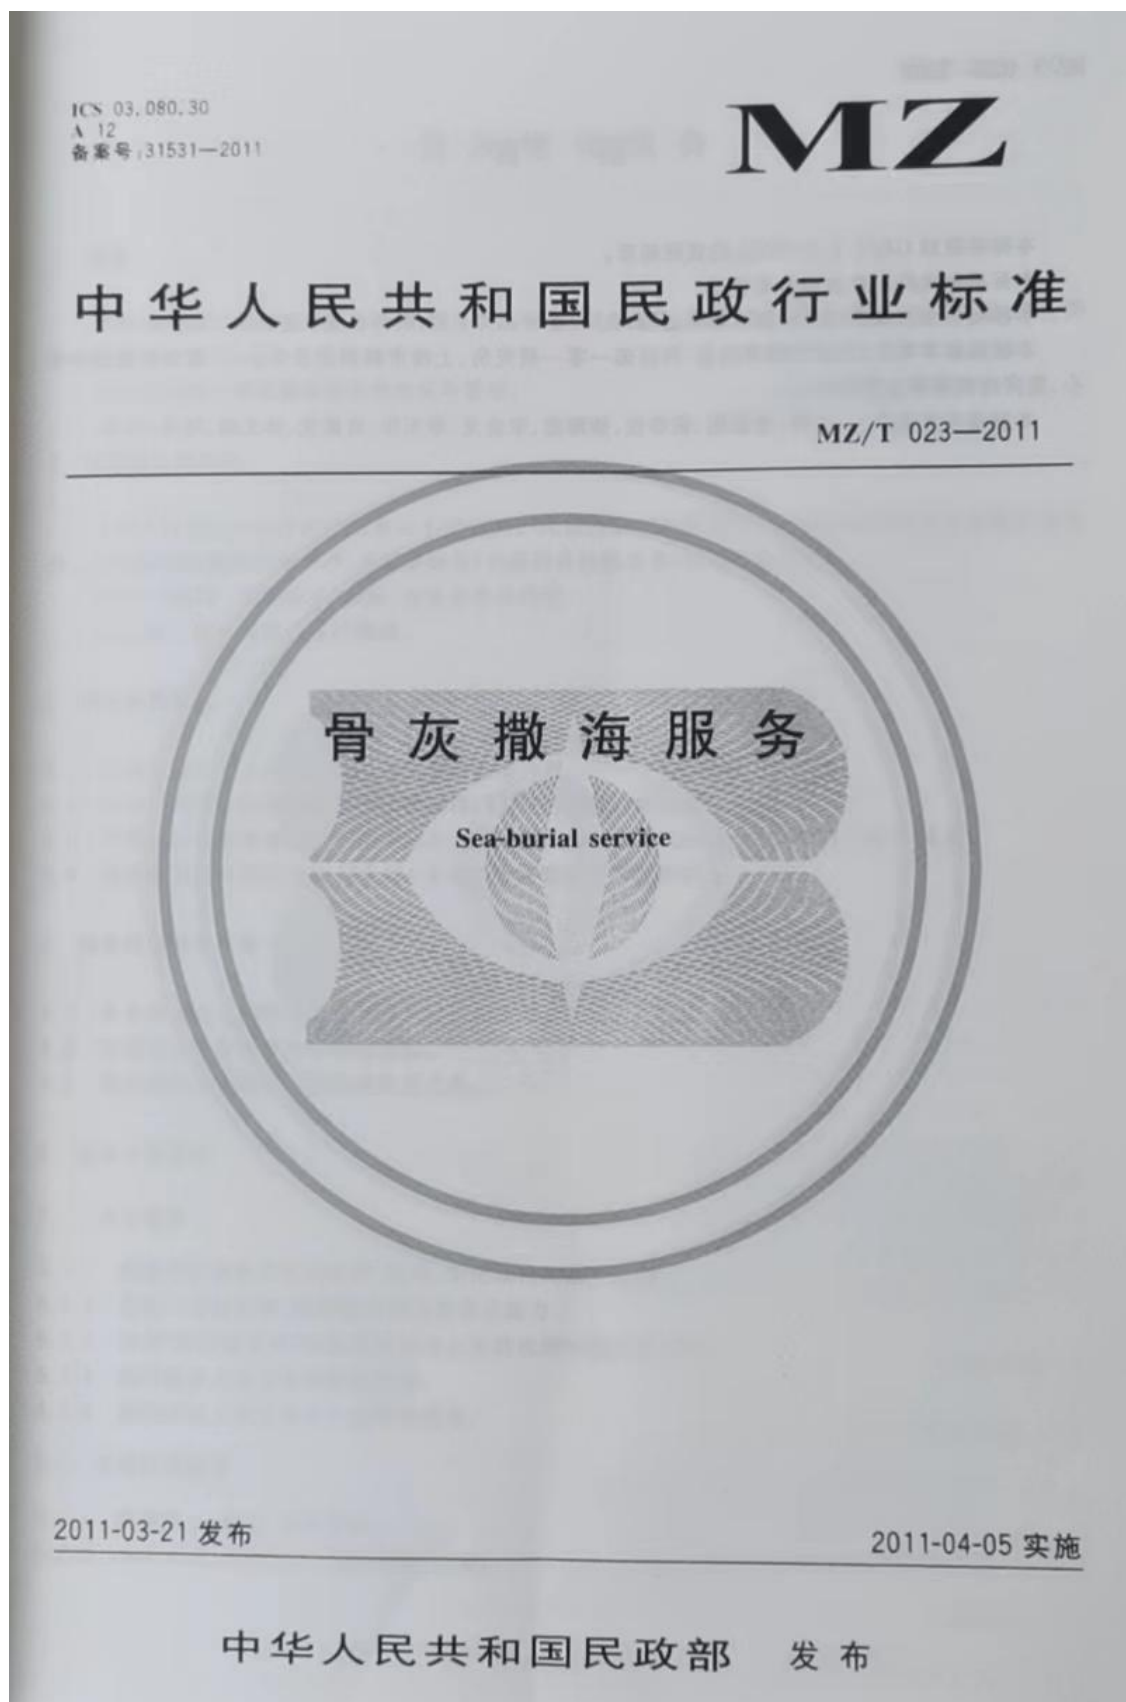 ICS 03.080.30
A 12
备案号:31531—2011
MZ
中华人民共和国民政行业标准
MZ/T 023—2011
骨灰撒海服务
Sea-burial service
2011-03-21 发布
2011-04-05 实施
中华人民共和国民政部 发布